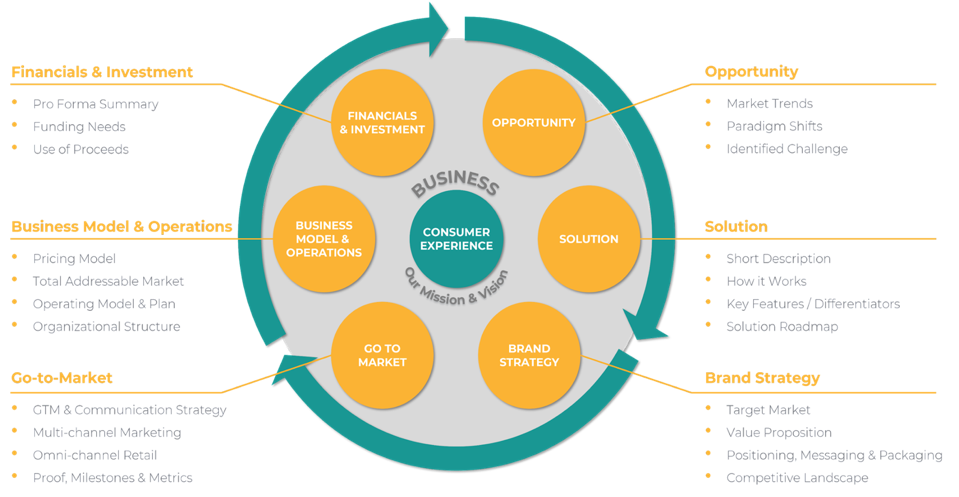 Financials & Investment
• Pro Forma Summary
• Funding Needs
• Use of Proceeds
Business Model & Operations
• Pricing Model
• Total Addressable Market
• Operating Model & Plan
• Organizational Structure
Go-to-Market
• GTM & Communication Strategy
• Multi-channel Marketing
• Omni-channel Retail
• Proof, Milestones & Metrics
FINANCIALS
& INVESTMENT
OPPORTUNITY
BUSINESS
MODEL &
OPERATIONS
BUSINESS
CONSUMER
EXPERIENCE
Our Mission & Vision
SOLUTION
GO TO
MARKET
BRAND
STRATEGY
Opportunity
• Market Trends
• Paradigm Shifts
• Identified Challenge
Solution
• Short Description
• How it Works
• Key Features / Differentiators
• Solution Roadmap
Brand Strategy
• Target Market
• Value Proposition
• Positioning, Messaging & Packaging
• Competitive Landscape